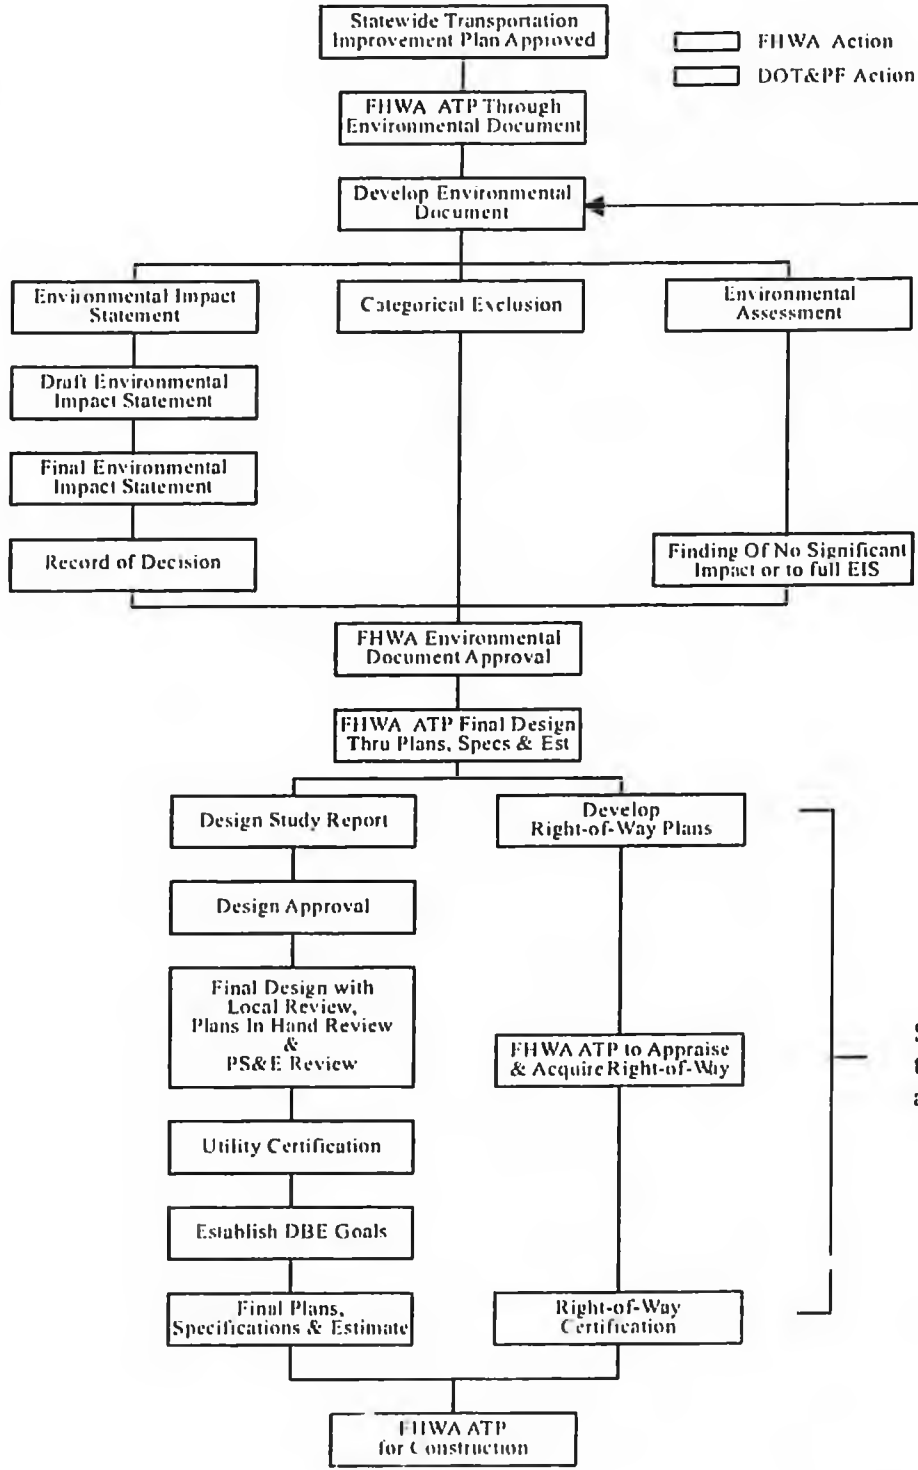 Statewide Transportation
Improvement Plan Approved
FHWA Action
DOT&PF Action
FHWA ATP Through
Environmental Document
Develop Environmental
Document
Environmental Impact
Statement
Categorical Exclusion
Environmental
Assessment
Draft Environmental
Impact Statement
Final Environmental
Impact Statement
Record of Decision
Finding Of No Significant
Impact or to full EIS
FHWA Environmental
Document Approval
FHWA ATP Final Design
Thru Plans, Specs & Est
Design Study Report
Develop
Right-of-Way Plans
Design Approval
Final Design with
Local Review,
Plans In Hand Review
&
PS&E Review
FHWA ATP to Appraise
& Acquire Right-of-Way
Utility Certification
Establish DBE Goals
Final Plans,
Specifications & Estimate
Right-of-Way
Certification
FHWA ATP
for Construction